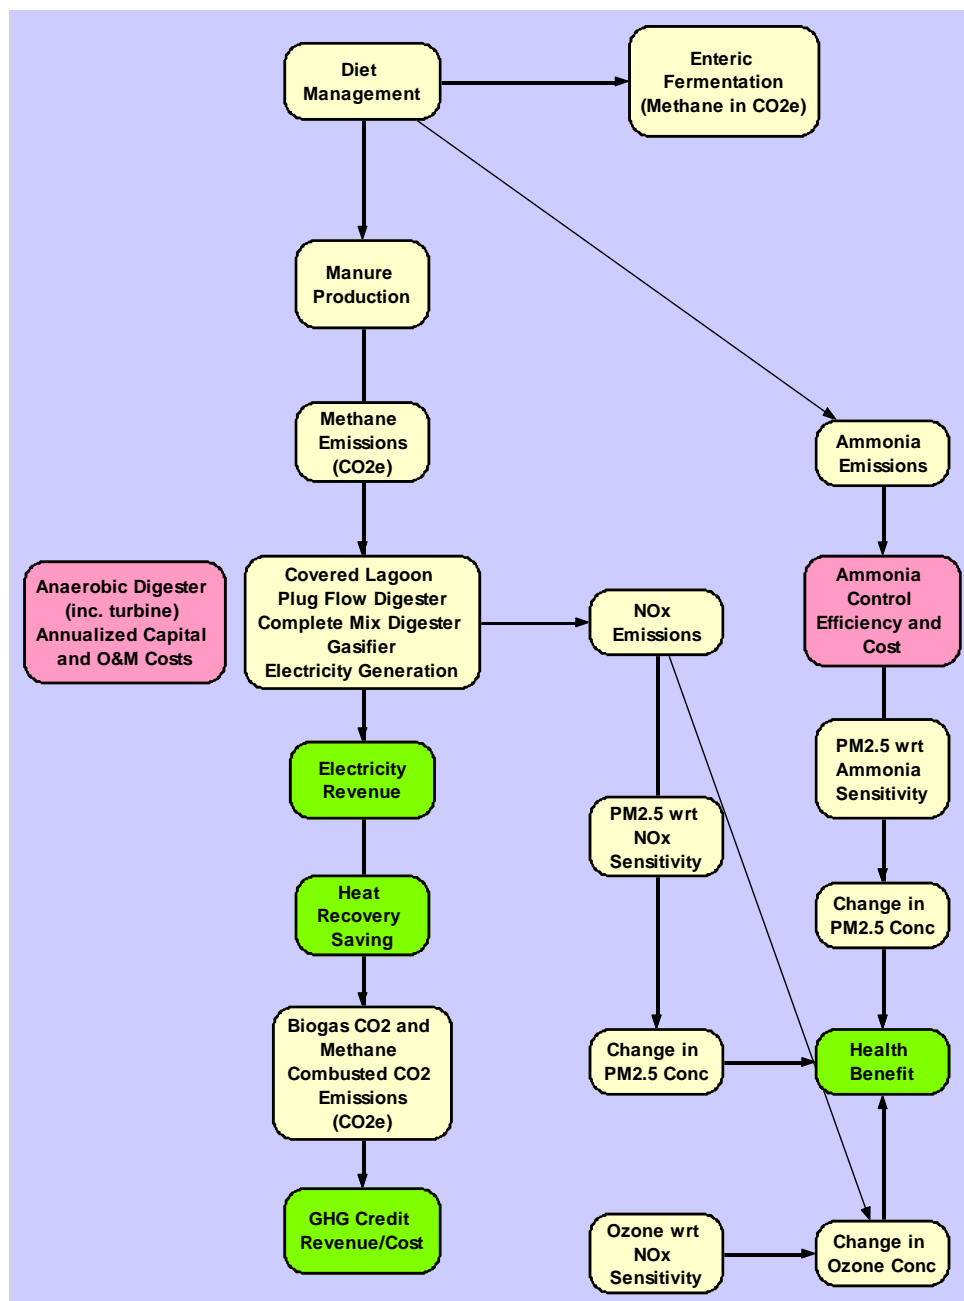 Diet
Management
Enteric
Fermentation
(Methane in CO2e)
Manure
Production
Methane
Emissions
(CO2e)
Ammonia
Emissions
Anaerobic Digester
(inc. turbine)
Annualized Capital
and O&M Costs
Covered Lagoon
Plug Flow Digester
Complete Mix Digester
Gasifier
Electricity Generation
NOx
Emissions
Ammonia
Control
Efficiency and
Cost
Electricity
Revenue
PM2.5 wrt
NOx
Sensitivity
PM2.5 wrt
Ammonia
Sensitivity
Heat
Recovery
Saving
Change in
PM2.5 Conc
Biogas CO2 and
Methane
Combusted CO2
Emissions
(CO2e)
Change in
PM2.5 Conc
Health
Benefit
GHG Credit
Revenue/Cost
Ozone wrt
NOx
Sensitivity
Change in
Ozone Conc